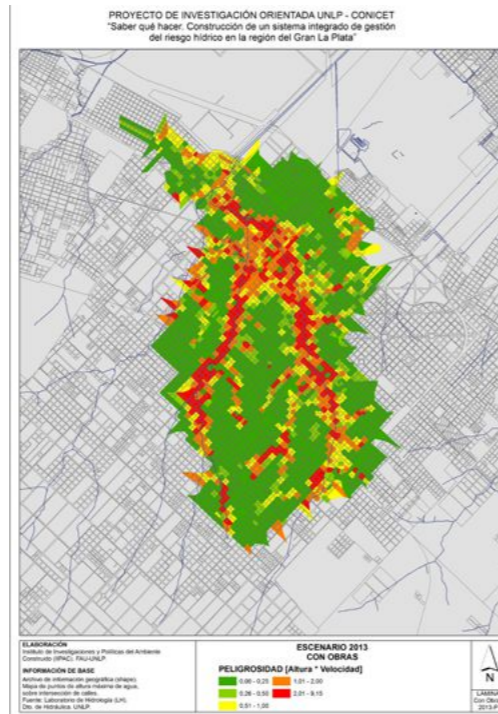 PROYECTO DE INVESTIGACIÓN ORIENTADA UNLP - CONICET
"Saber qué hacer. Construcción de un sistema integrado de gestión
del riesgo hídrico en la región del Gran La Plata"
ELABORACIÓN
Instituto de Investigaciones y Políticas del Ambiente
Construido (IIPAC), FAU-UNLP
INFORMACIÓN DE BASE
Archivo de información geográfica (shape).
Mapa de puntos de altura máxima de agua,
sobre intersección de calles.
Fuente: Laboratorio de Hidrología (LH),
Dto. de Hidráulica, UNLP
ESCENARIO 2013
CON OBRAS
PELIGROSIDAD [Altura * Velocidad]
0,00 - 0,25
0,26 - 0,50
0,51 - 1,00
1,01 - 2,00
2,01 - 9,15
N
LÁMINA
Con Obras
2013-P